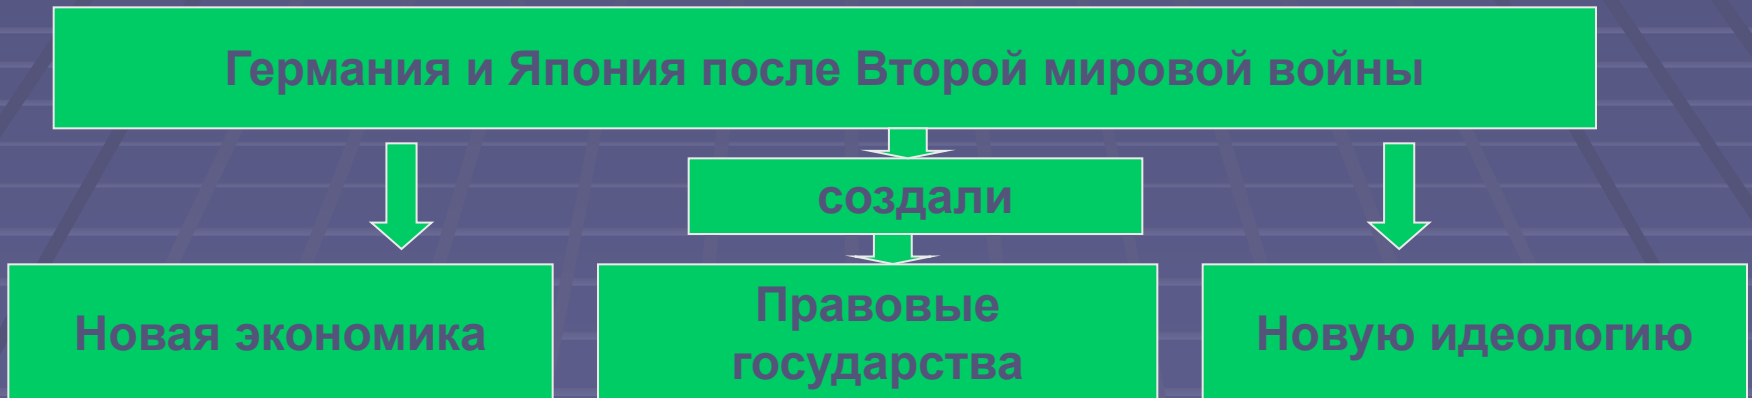 Германия и Япония после Второй мировой войны
создали
Новая экономика
Правовые
государства
Новую идеологию